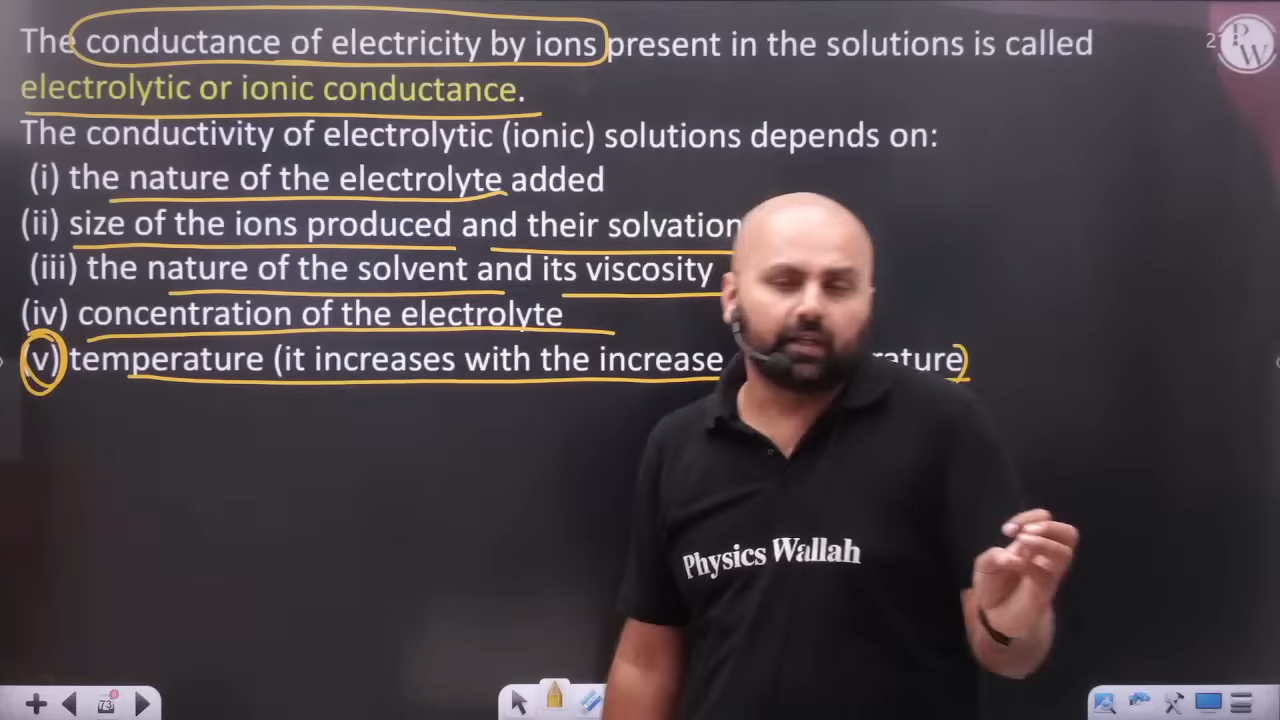 The conductance of electricity by ions present in the solutions is called
electrolytic or ionic conductance.
The conductivity of electrolytic (ionic) solutions depends on:
(i) the nature of the electrolyte added
(ii) size of the ions produced and their solvation
(iii) the nature of the solvent and its viscosity
(iv) concentration of the electrolyte
(v) temperature (it increases with the increase rature)
PW
Physics Wallah
73